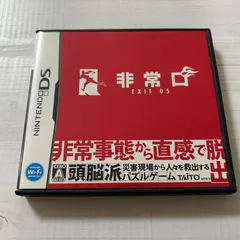 NINTENDO DS
非常口
EXIT DS
Wi-Fi
非常事態から直感で脱出
頭脳派
災害現場から人々を救出する
パズルゲーム
TAITO